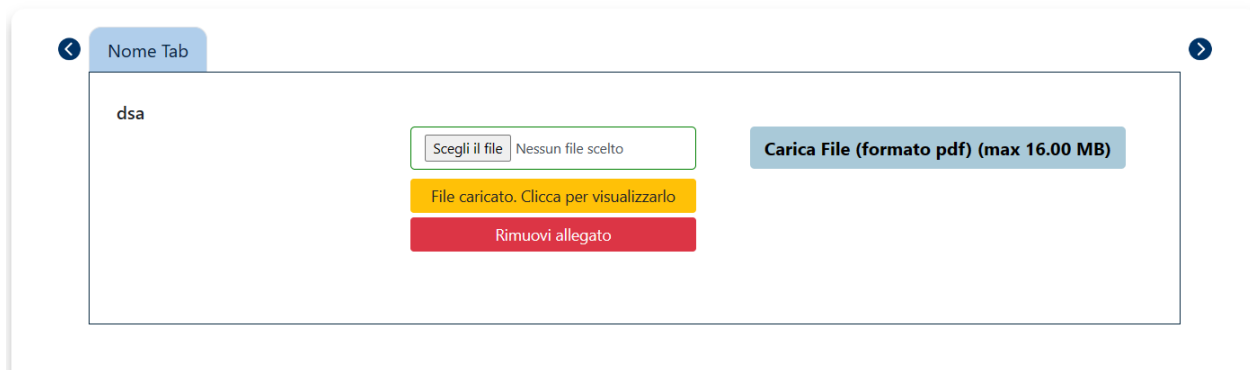 Nome Tab
dsa
Scegli il file Nessun file scelto
Carica File (formato pdf) (max 16.00 MB)
File caricato. Clicca per visualizzarlo
Rimuovi allegato